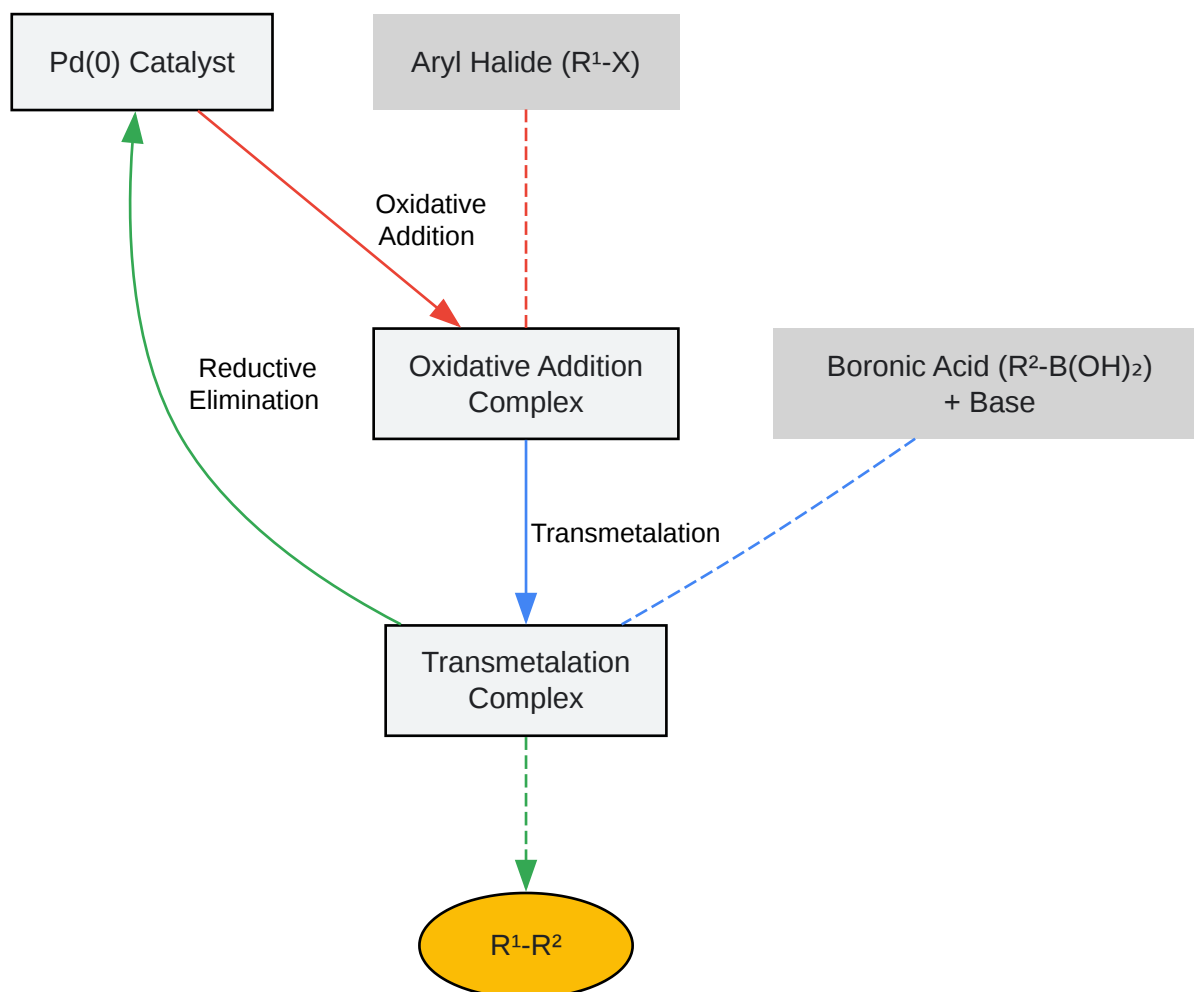 Pd(0) Catalyst
Aryl Halide (R¹-X)
Oxidative
Addition
Reductive
Elimination
Oxidative Addition
Complex
Boronic Acid (R²-B(OH)₂)
+ Base
Transmetalation
Transmetalation
Complex
R¹-R²